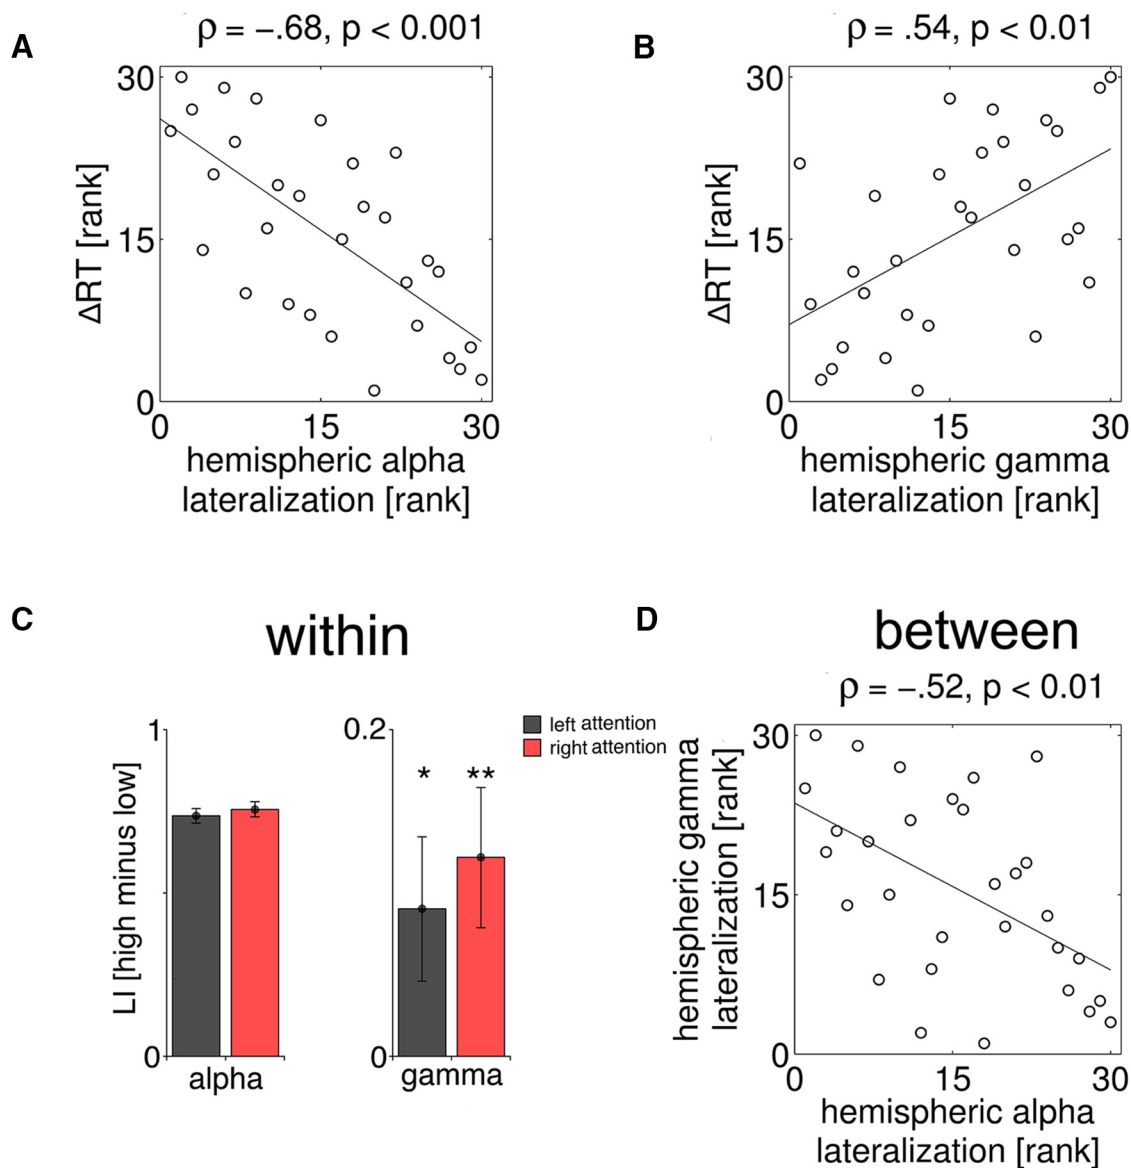 A
ρ = −.68, p < 0.001
30
15
0
ΔRT [rank]
0 15 30
hemispheric alpha
lateralization [rank]
B
ρ = .54, p < 0.01
30
15
0
ΔRT [rank]
0 15 30
hemispheric gamma
lateralization [rank]
C
within
1
0
LI [high minus low]
alpha
0.2
0
* **
gamma
left attention
right attention
D
between
ρ = −.52, p < 0.01
30
15
0
hemispheric gamma
lateralization [rank]
0 15 30
hemispheric alpha
lateralization [rank]